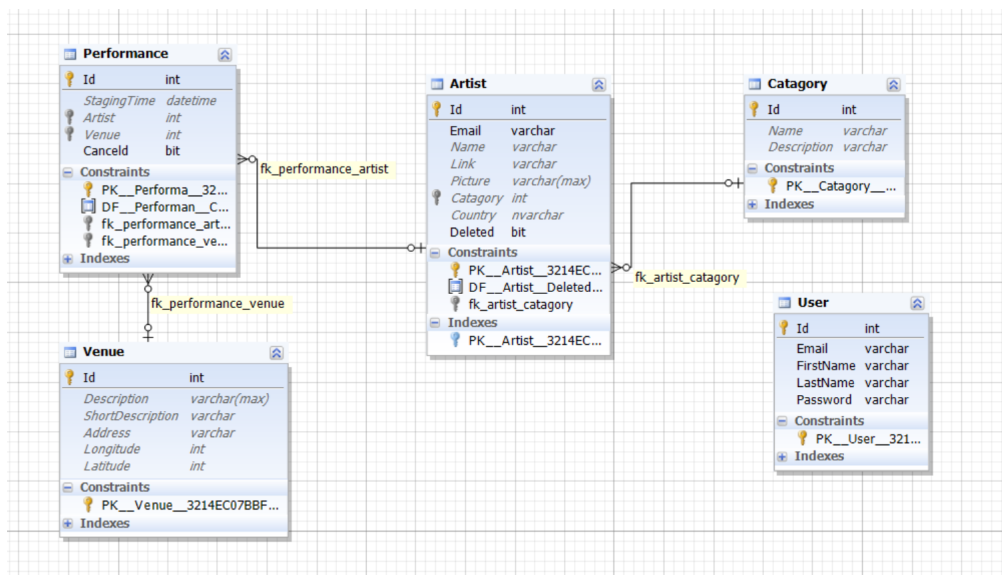 Performance
Id int
StagingTime datetime
Artist int
Venue int
Canceld bit
Constraints
PK__Performa__32...
DF__Performan__C...
fk_performance_art...
fk_performance_ve...
Indexes
fk_performance_artist
fk_performance_venue
Venue
Id int
Description varchar(max)
ShortDescription varchar
Address varchar
Longitude int
Latitude int
Constraints
PK__Venue__3214EC07BBF...
Indexes
Artist
Id int
Email varchar
Name varchar
Link varchar
Picture varchar(max)
Catagory int
Country nvarchar
Deleted bit
Constraints
PK__Artist__3214EC...
DF__Artist__Deleted...
fk_artist_catagory
Indexes
PK__Artist__3214EC...
fk_artist_catagory
Catagory
Id int
Name varchar
Description varchar
Constraints
PK__Catagory__...
Indexes
User
Id int
Email varchar
FirstName varchar
LastName varchar
Password varchar
Constraints
PK__User__321...
Indexes